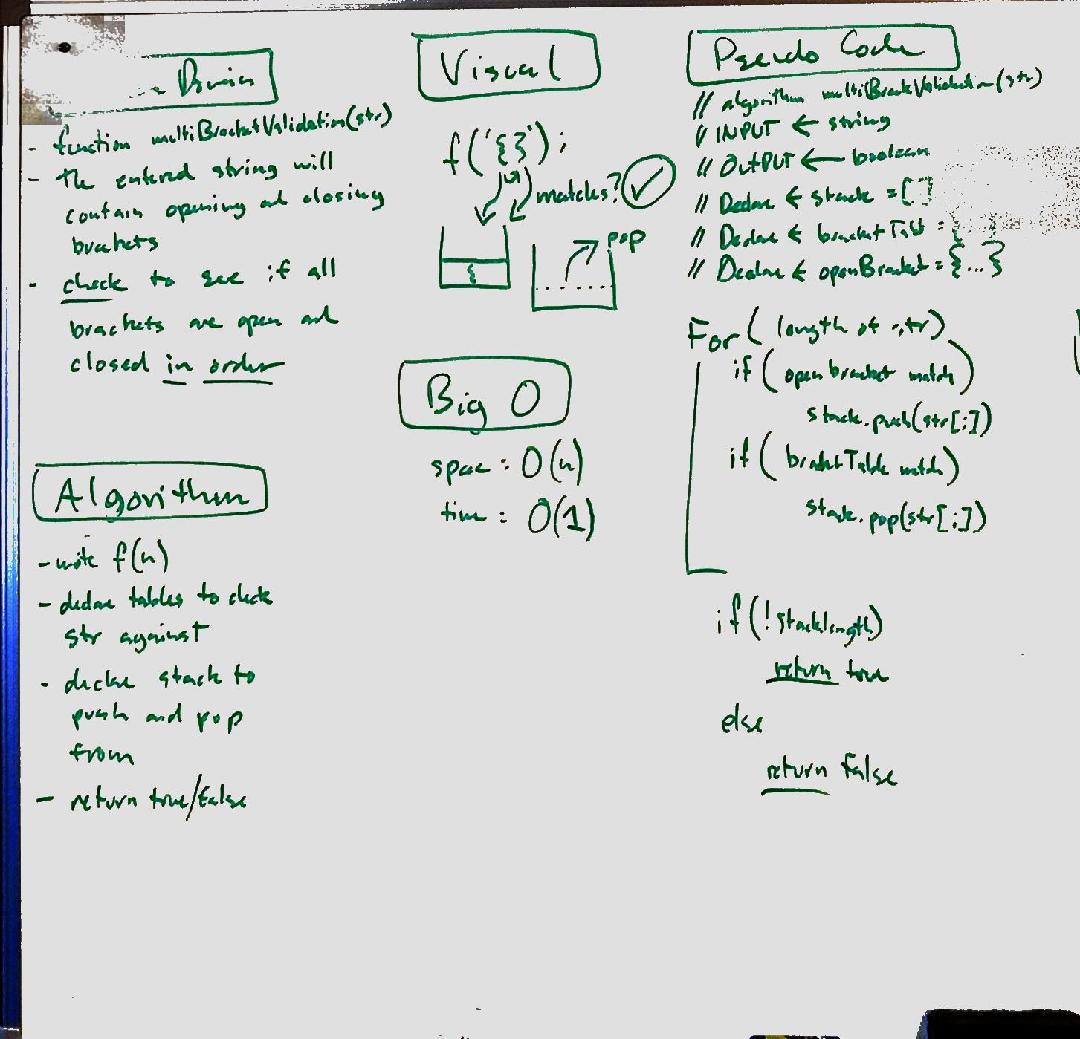 Domain
- function multiBracketValidation(str)
- the entered string will
contain opening and closing
brackets
- check to see if all
brackets are open and
closed in order
Algorithm
- write f(n)
- declare tables to check
str against
- declare stack to
push and pop
from
- return true/false
Visual
f('{}');
matches?
{
pop
Big O
space : O(n)
time : O(1)
Pseudo Code
// algorithm multiBracketValidation(str)
// INPUT ← string
// OutPUT ← boolean
// Declare ← stack = []
// Declare ← bracketTable = {
// Declare ← openBracket = {...}
For (length of str)
if (open bracket match)
stack.push(str[i])
if (bracketTable match)
stack.pop(str[i])
if (!stacklength)
return true
else
return false